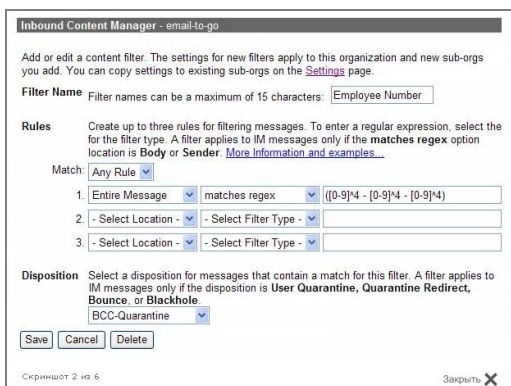 Inbound Content Manager - email-to-go
Add or edit a content filter. The settings for new filters apply to this organization and new sub-orgs
you add. You can copy settings to existing sub-orgs on the Settings page.
Filter Name Filter names can be a maximum of 15 characters: Employee Number
Rules Create up to three rules for filtering messages. To enter a regular expression, select the
for the filter type. A filter applies to IM messages only if the matches regex option
location is Body or Sender. More Information and examples...
Match: Any Rule
1. Entire Message matches regex ([0-9]^4 - [0-9]^4 - [0-9]^4)
2. - Select Location - - Select Filter Type -
3. - Select Location - - Select Filter Type -
Disposition Select a disposition for messages that contain a match for this filter. A filter applies to
IM messages only if the disposition is User Quarantine, Quarantine Redirect,
Bounce, or Blackhole.
BCC-Quarantine
Save Cancel Delete
Скриншот 2 из 6 Закрыть X